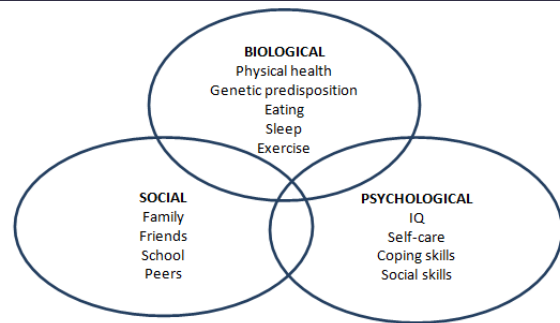 BIOLOGICAL
Physical health
Genetic predisposition
Eating
Sleep
Exercise
SOCIAL
Family
Friends
School
Peers
PSYCHOLOGICAL
IQ
Self-care
Coping skills
Social skills